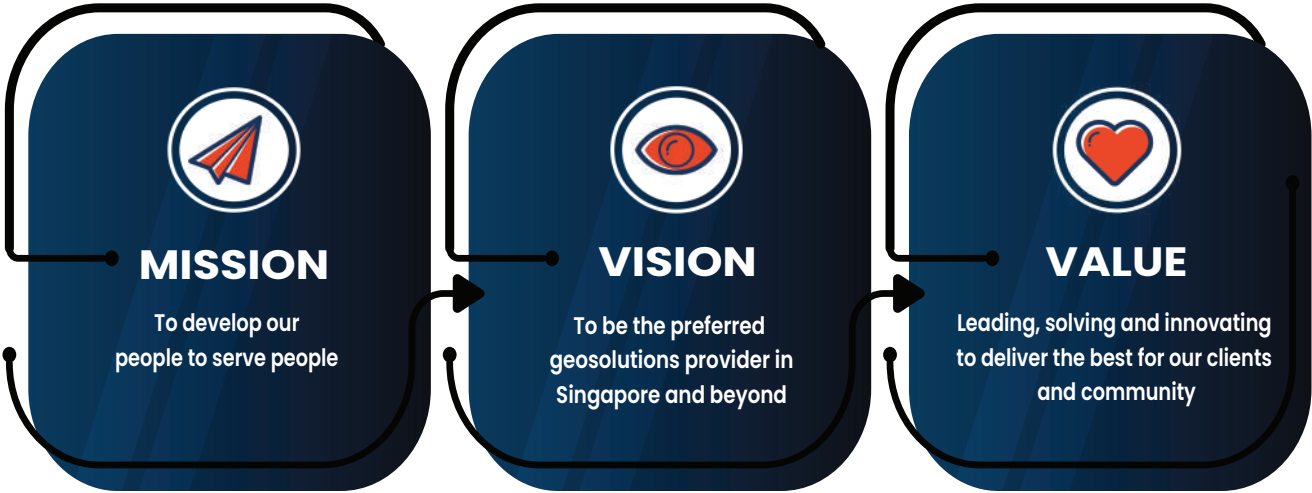 MISSION
To develop our
people to serve people
VISION
To be the preferred
geosolutions provider in
Singapore and beyond
VALUE
Leading, solving and innovating
to deliver the best for our clients
and community